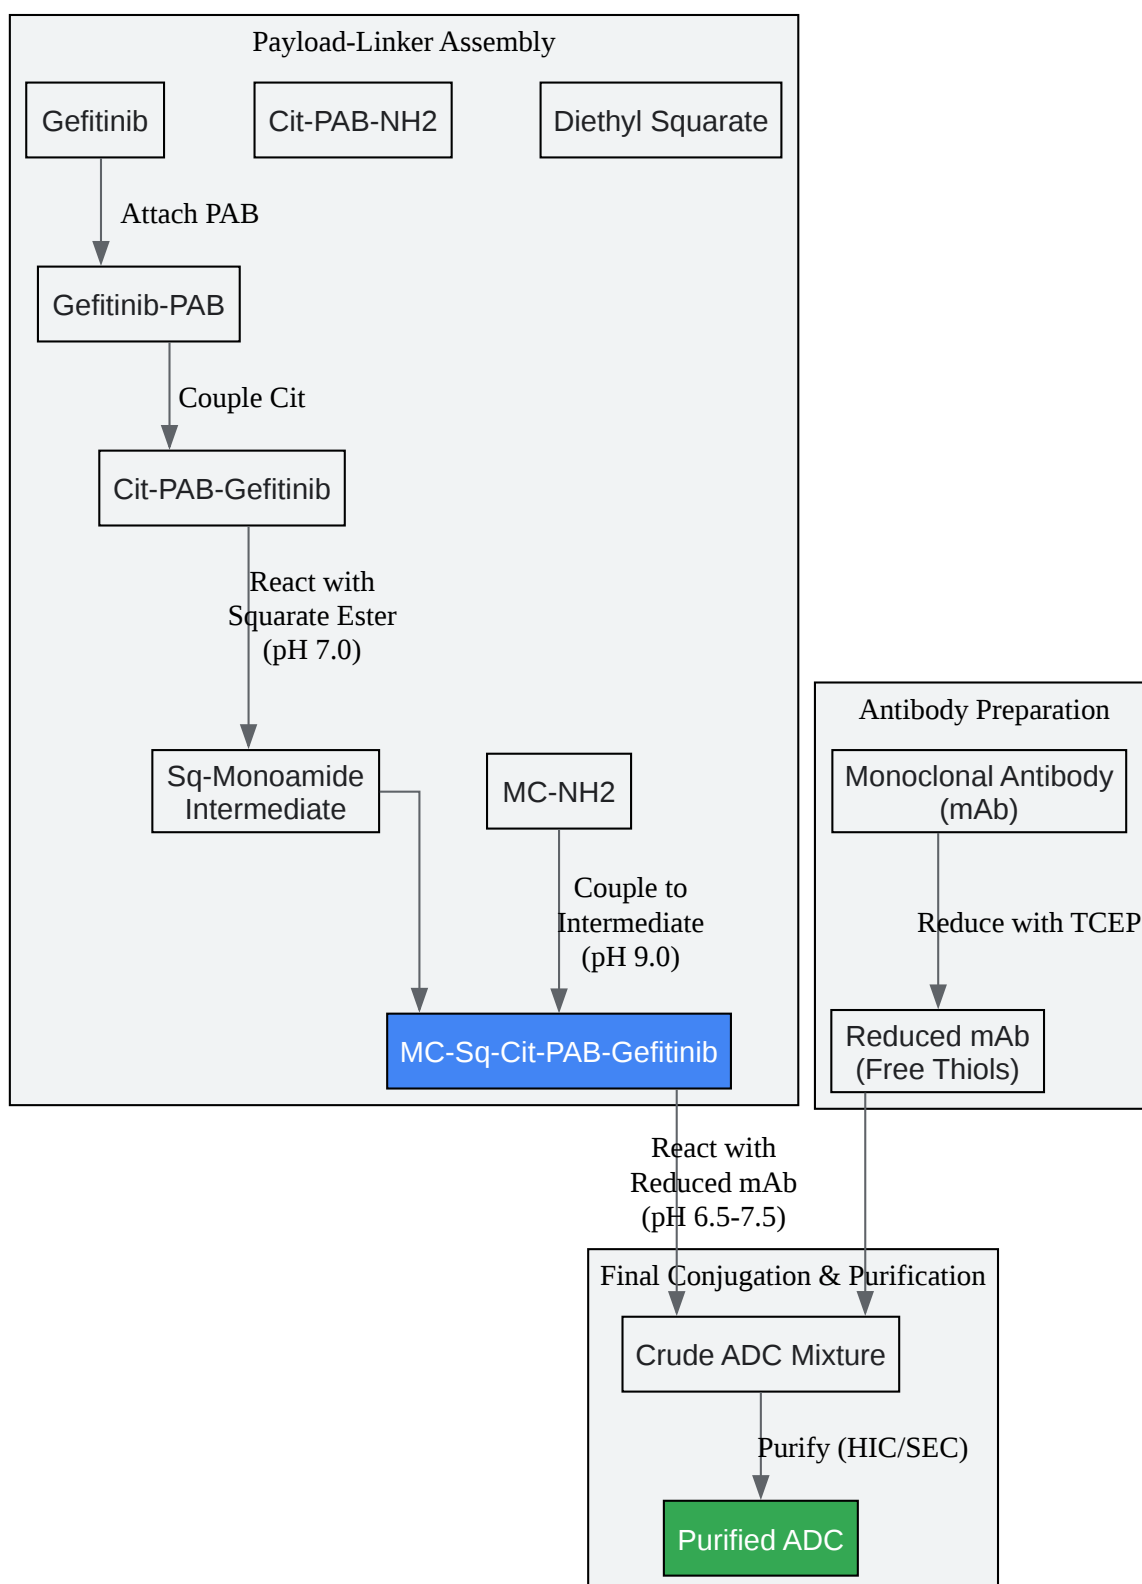 Payload-Linker Assembly
Gefitinib
Cit-PAB-NH2
Diethyl Squarate
Attach PAB
Gefitinib-PAB
Couple Cit
Cit-PAB-Gefitinib
React with
Squarate Ester
(pH 7.0)
Sq-Monoamide
Intermediate
MC-NH2
Couple to
Intermediate
(pH 9.0)
MC-Sq-Cit-PAB-Gefitinib
Antibody Preparation
Monoclonal Antibody
(mAb)
Reduce with TCEP
Reduced mAb
(Free Thiols)
React with
Reduced mAb
(pH 6.5-7.5)
Final Conjugation & Purification
Crude ADC Mixture
Purify (HIC/SEC)
Purified ADC